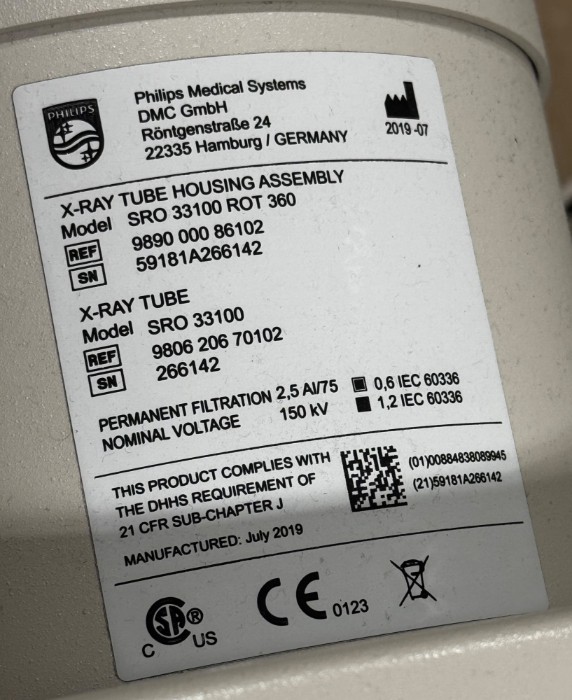 PHILIPS
Philips Medical Systems
DMC GmbH
Röntgenstraße 24
22335 Hamburg / GERMANY
2019-07
X-RAY TUBE HOUSING ASSEMBLY
Model SRO 33100 ROT 360
REF 9890 000 86102
SN 59181A266142
X-RAY TUBE
Model SRO 33100
REF 9806 206 70102
SN 266142
PERMANENT FILTRATION 2,5 Al/75
NOMINAL VOLTAGE 150 kV
0,6 IEC 60336
1,2 IEC 60336
THIS PRODUCT COMPLIES WITH
THE DHHS REQUIREMENT OF
21 CFR SUB-CHAPTER J
(01)00884838089945
(21)59181A266142
MANUFACTURED: July 2019
CSA®
C US
CE 0123